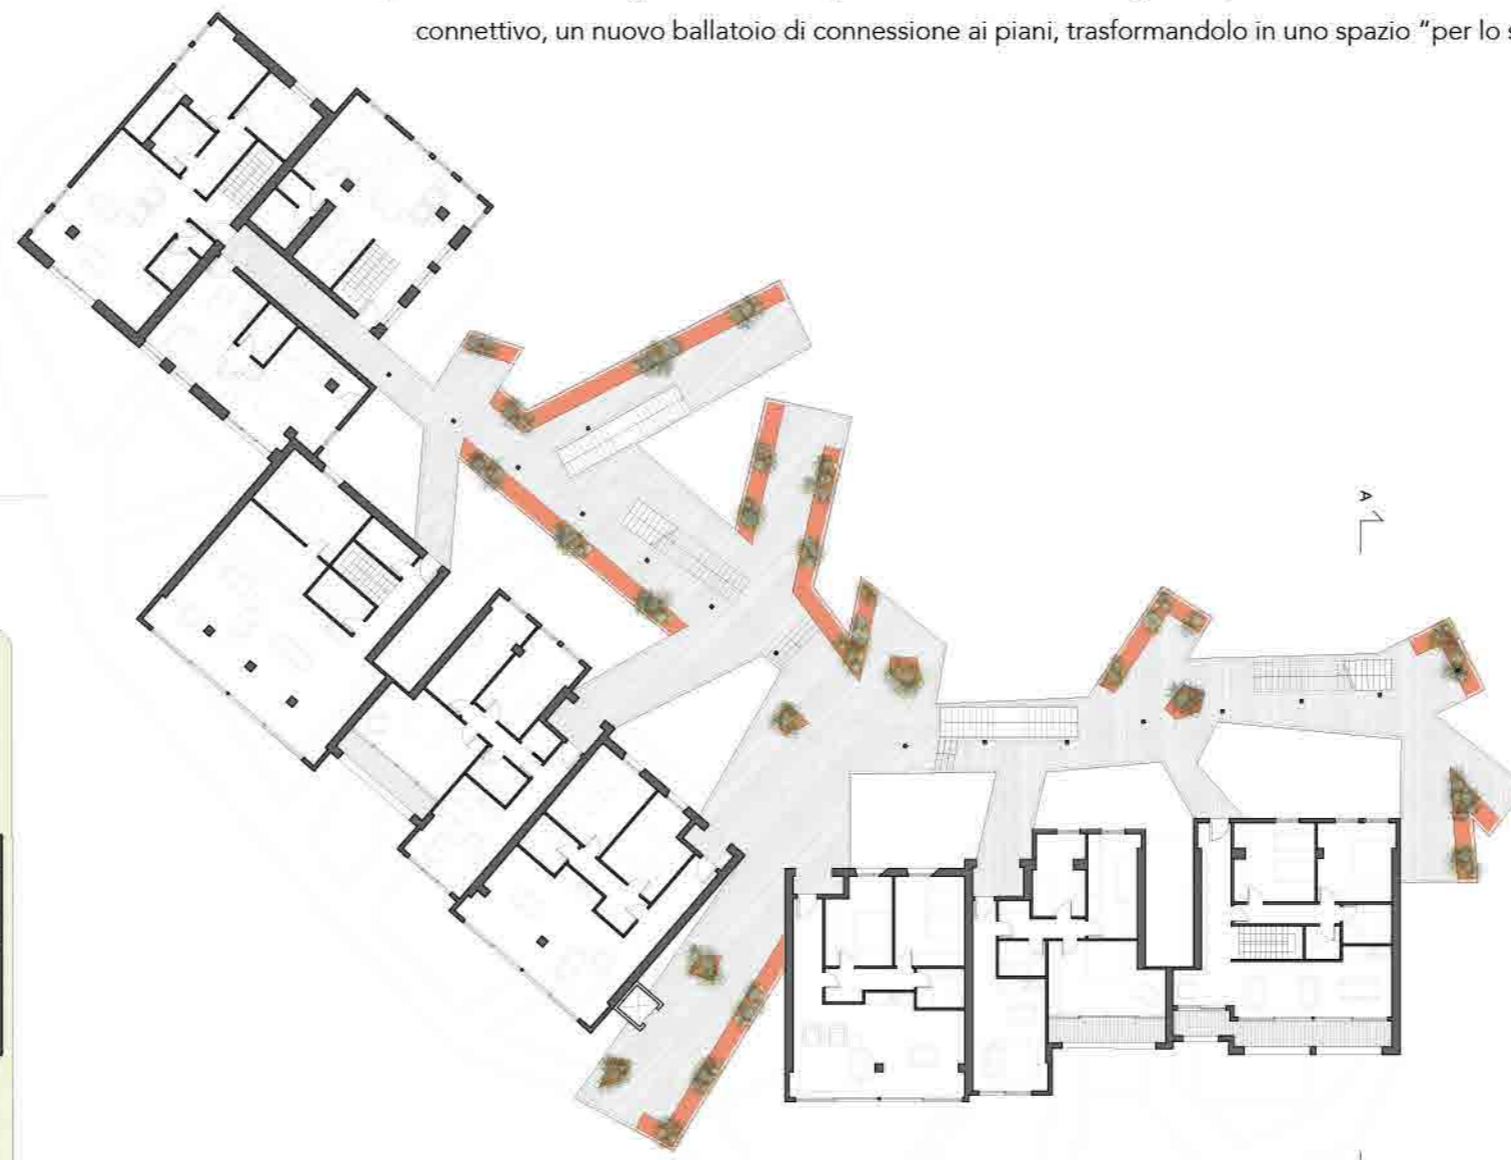 connettivo, un nuovo ballatoio di connessione ai piani, trasformandolo in uno spazio “per lo s
A